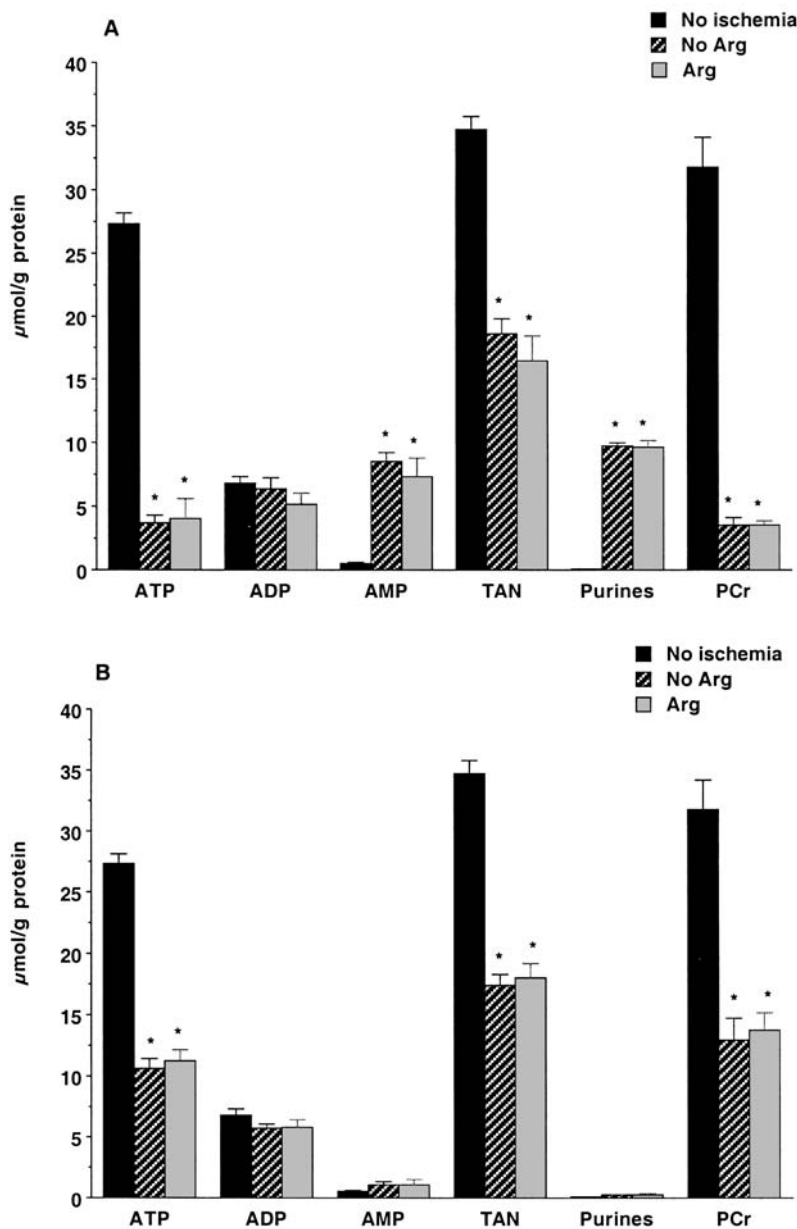 A
No ischemia
No Arg
Arg
40
35
30
25
20
15
10
5
0
µmol/g protein
* * * * * * * * * *
ATP ADP AMP TAN Purines PCr
B
No ischemia
No Arg
Arg
40
35
30
25
20
15
10
5
0
µmol/g protein
* * * * * *
ATP ADP AMP TAN Purines PCr